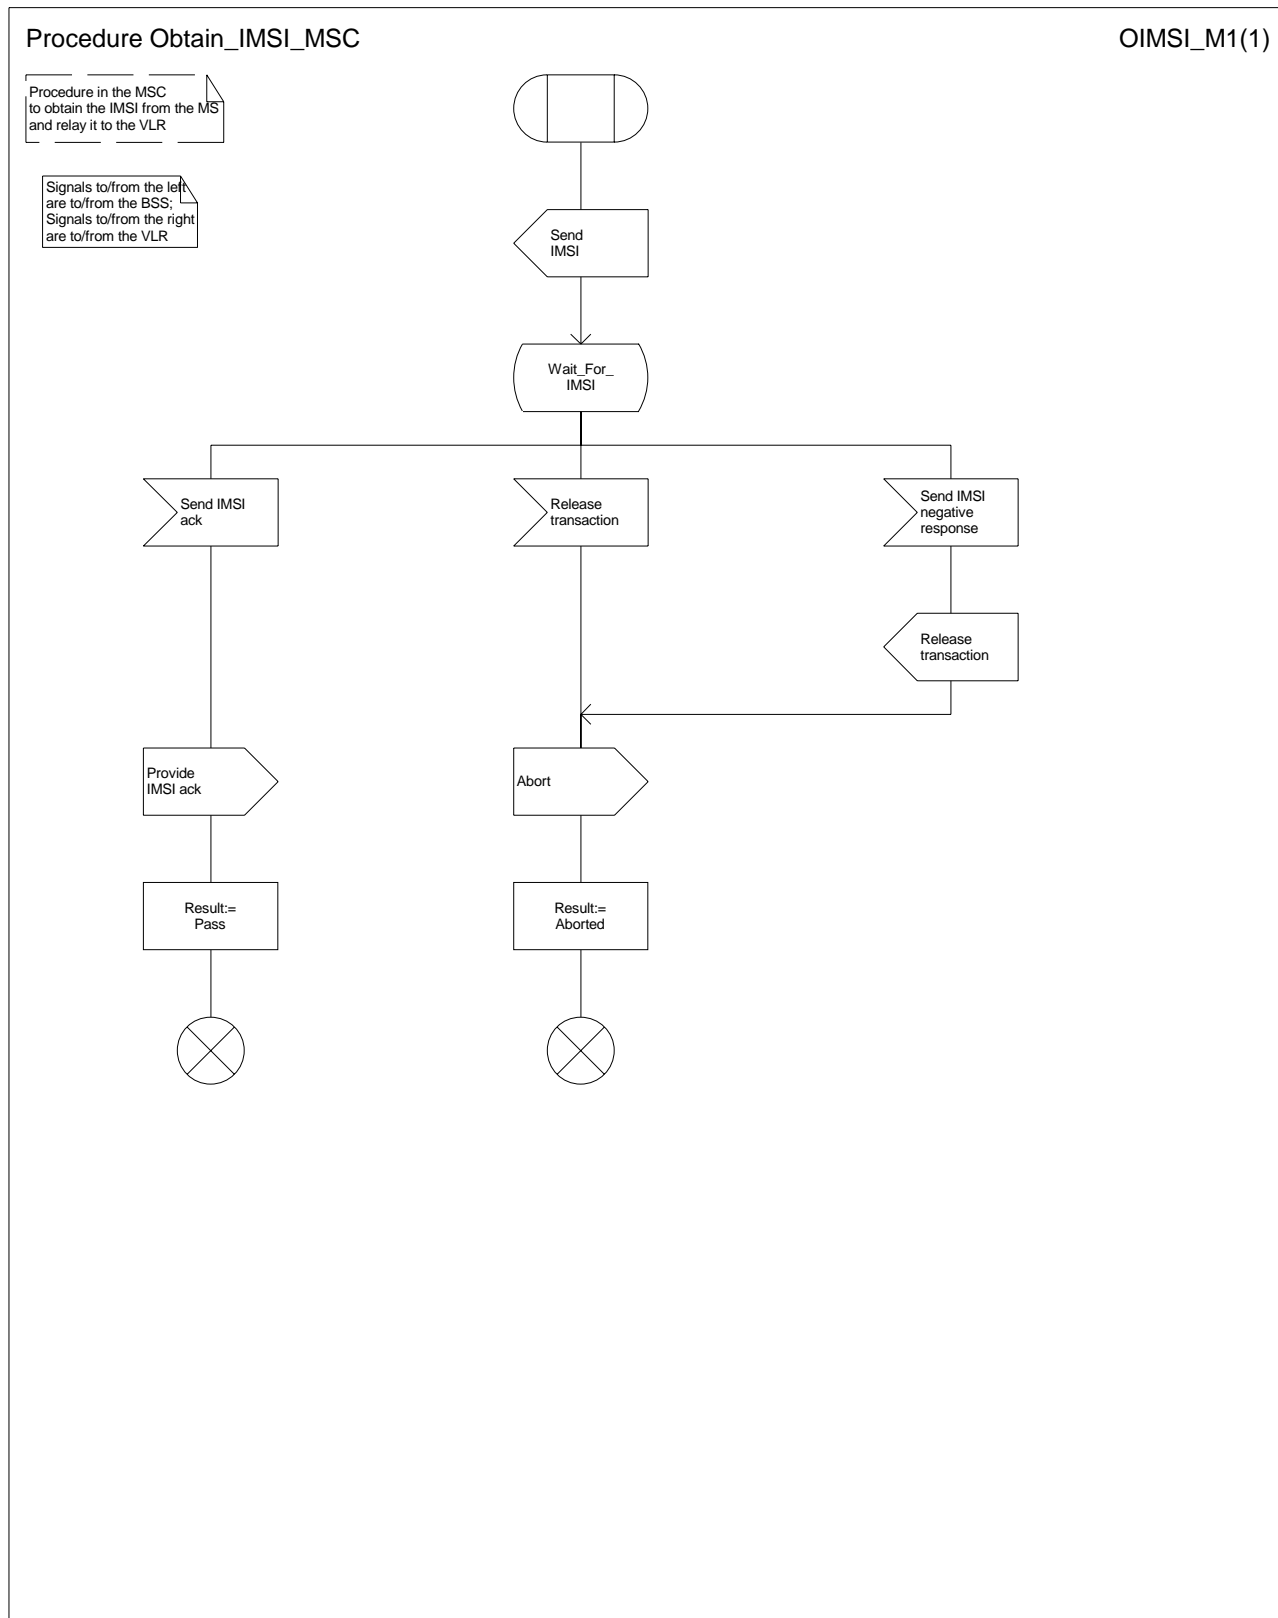 Procedure Obtain_IMSI_MSC
OIMSI_M1(1)
Procedure in the MSC
to obtain the IMSI from the MS
and relay it to the VLR
Signals to/from the left
are to/from the BSS;
Signals to/from the right
are to/from the VLR
Send
IMSI
Wait_For_
IMSI
Send IMSI
ack
Release
transaction
Send IMSI
negative
response
Release
transaction
Provide
IMSI ack
Abort
Result:=
Pass
Result:=
Aborted